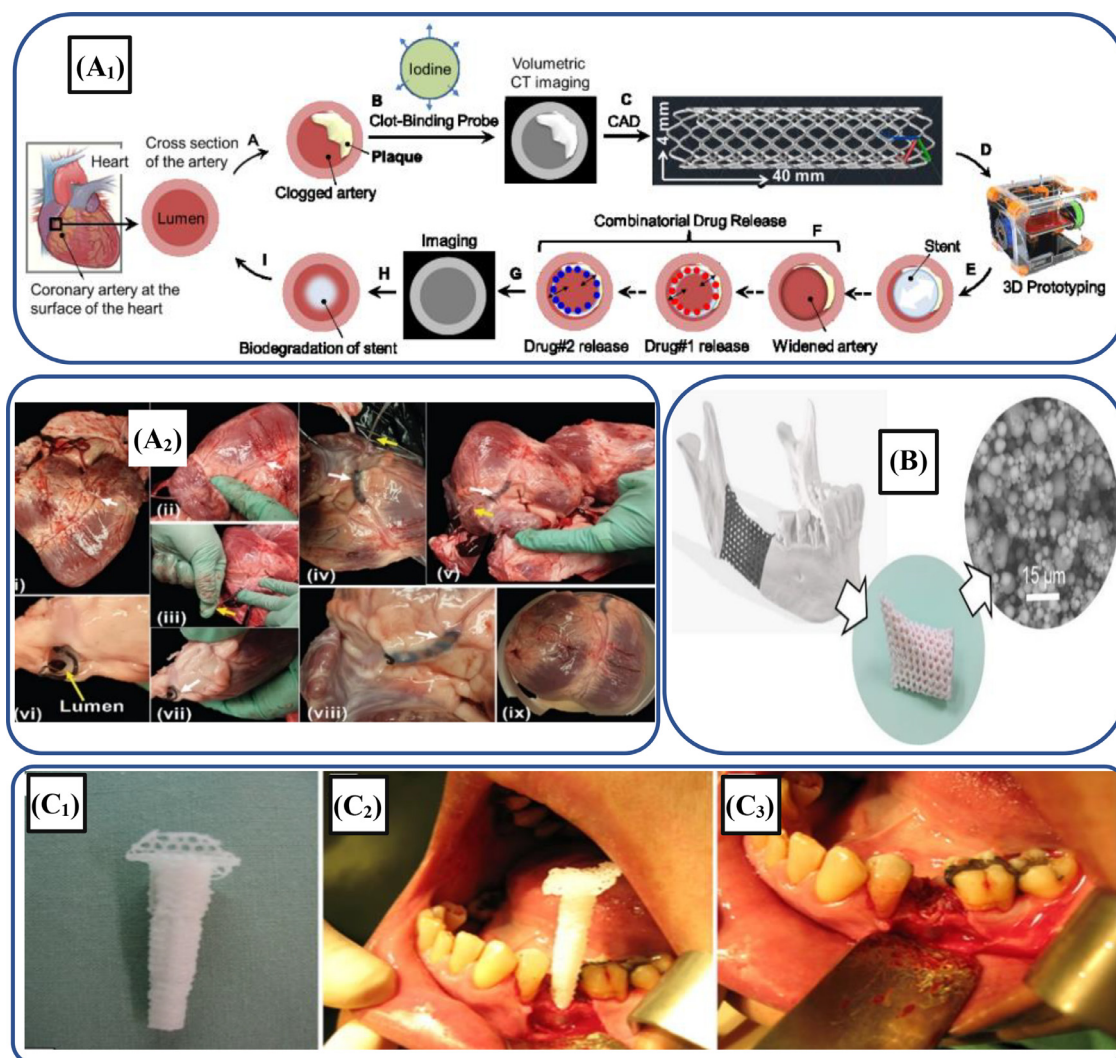 (A1)
Iodine
B
Clot-Binding Probe
Volumetric
CT imaging
C
CAD
4 mm
40 mm
D
Heart
Cross section
of the artery
A
Plaque
Clogged artery
Lumen
Coronary artery at the
surface of the heart
I
Biodegradation of stent
H
Imaging
G
Combinatorial Drug Release
F
Drug#2 release
Drug#1 release
Widened artery
Stent
E
3D Prototyping
(A2)
i)
(ii)
(iii)
(iv)
(v)
(vi)
Lumen
(vii)
(viii)
(ix)
(B)
15 µm
(C1)
(C2)
(C3)